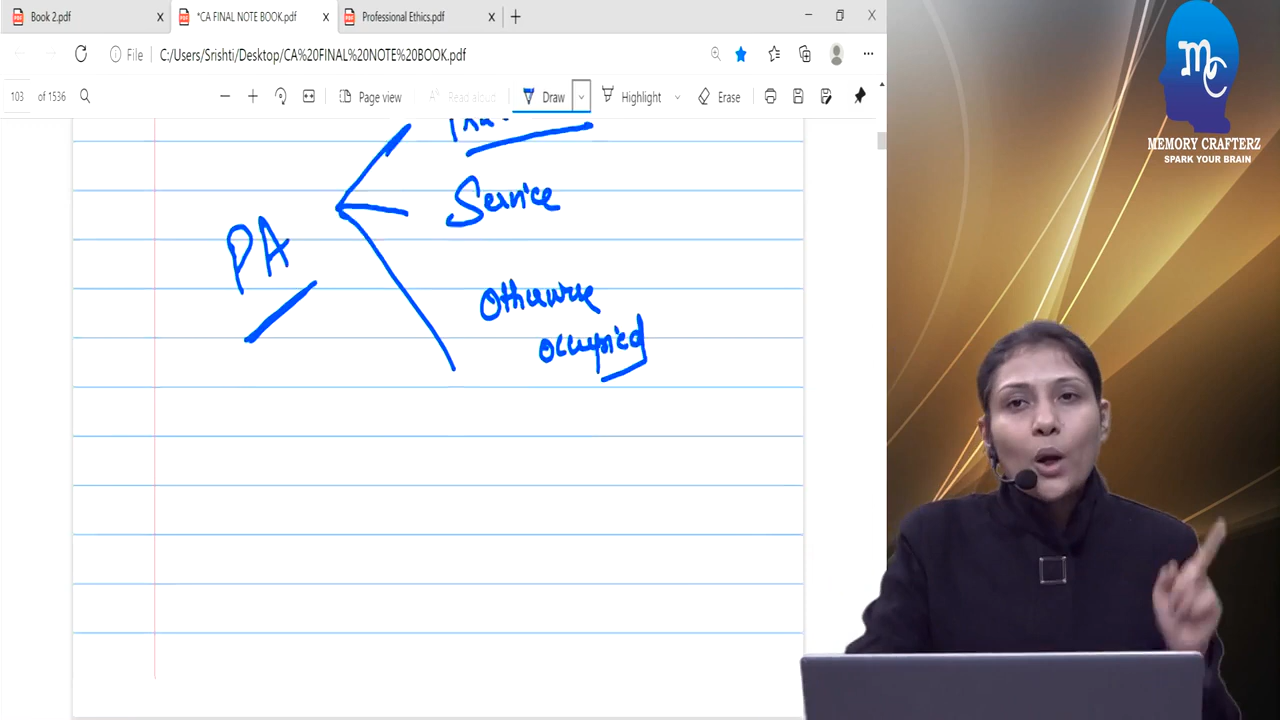 Book 2.pdf
*CA FINAL NOTE BOOK.pdf
Professional Ethics.pdf
File
C:/Users/Srishti/Desktop/CA%20FINAL%20NOTE%20BOOK.pdf
103 of 1536
Page view
Read aloud
Draw
Highlight
Erase
PA
Service
Otherwise
occupied
MC
MEMORY CRAFTERZ
SPARK YOUR BRAIN